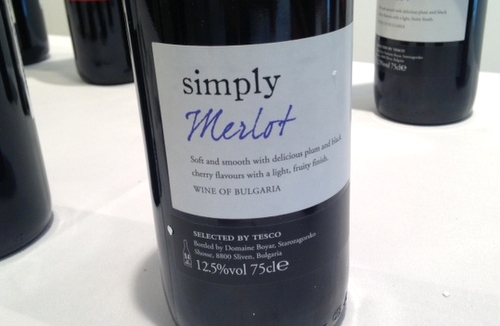 simply
Merlot
Soft and smooth with delicious plum and black
cherry flavours with a light, fruity finish.
WINE OF BULGARIA
SELECTED BY TESCO
Bottled by Domaine Boyar, Starozagorsko
Shosse, 8800 Sliven, Bulgaria
12.5%vol 75cl℮